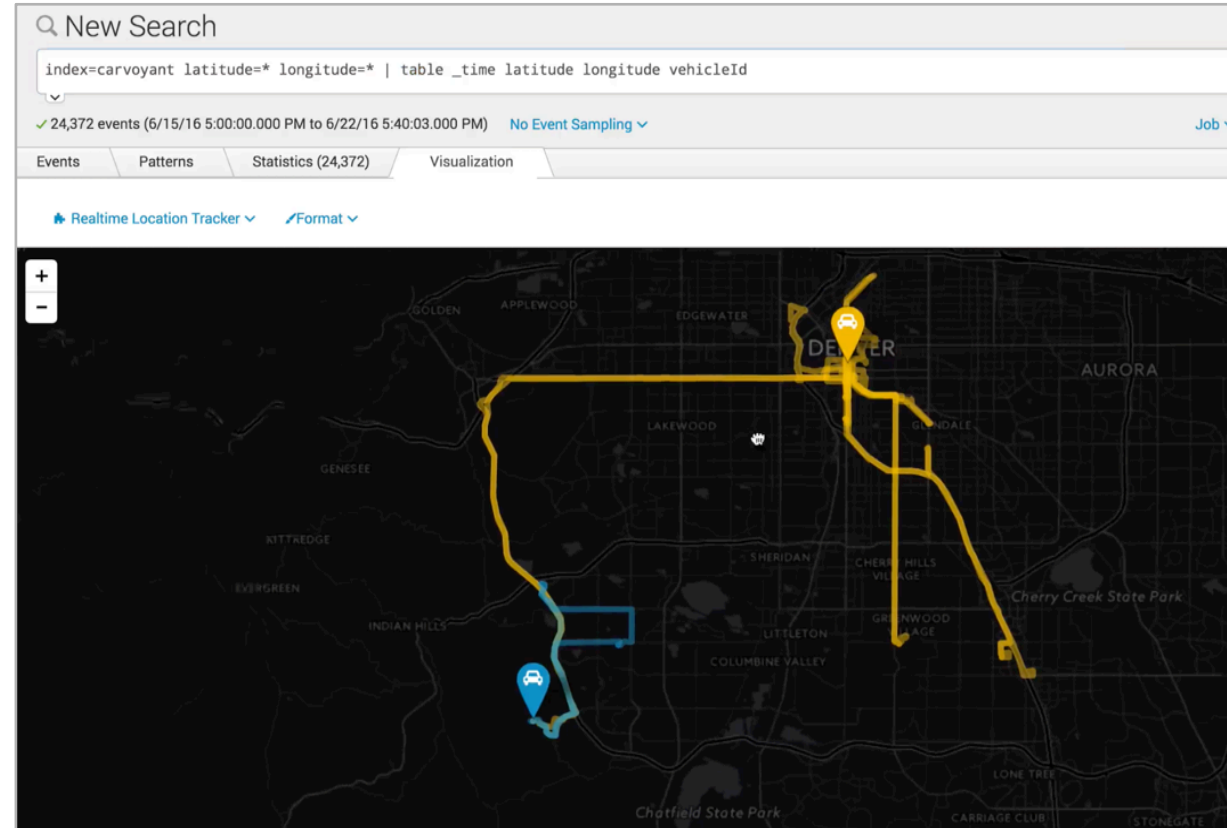 New Search
index=carvoyant latitude=* longitude=* | table _time latitude longitude vehicleId
24,372 events (6/15/16 5:00:00.000 PM to 6/22/16 5:40:03.000 PM) No Event Sampling Job
Events Patterns Statistics (24,372) Visualization
Realtime Location Tracker Format
+
−
GOLDEN
APPLEWOOD
EDGEWATER
DENVER
AURORA
LAKEWOOD
GLENDALE
GENESEE
KITTREDGE
SHERIDAN
CHERRY HILLS
VILLAGE
EVERGREEN
Cherry Creek State Park
INDIAN HILLS
GREENWOOD
VILLAGE
LITTLETON
COLUMBINE VALLEY
LONE TREE
Chatfield State Park
CARRIAGE CLUB
STONEGATE